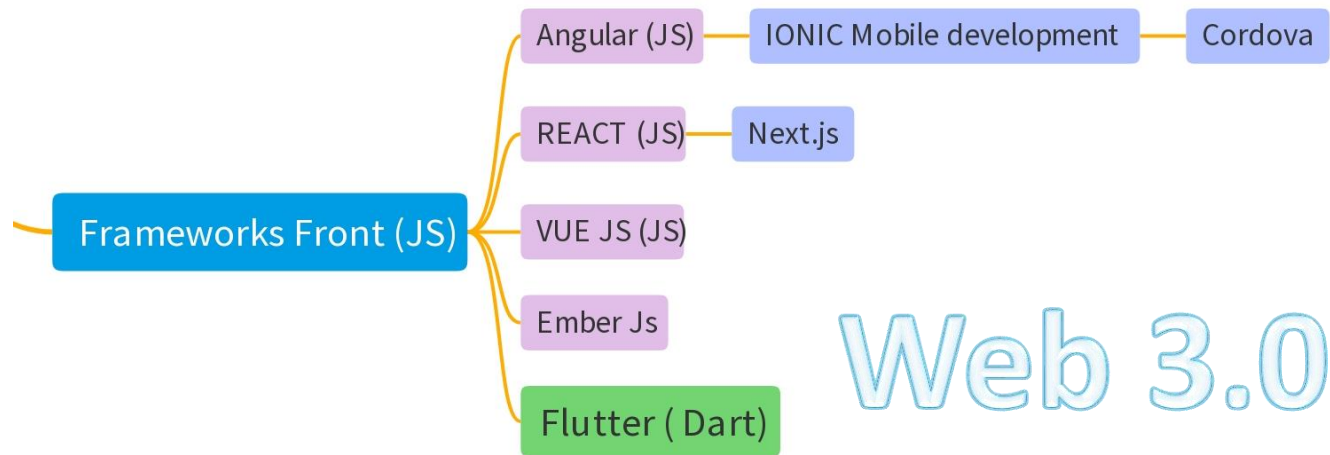 Angular (JS)
IONIC Mobile development
Cordova
REACT (JS)
Next.js
Frameworks Front (JS)
VUE JS (JS)
Ember Js
Flutter ( Dart)
Web 3.0